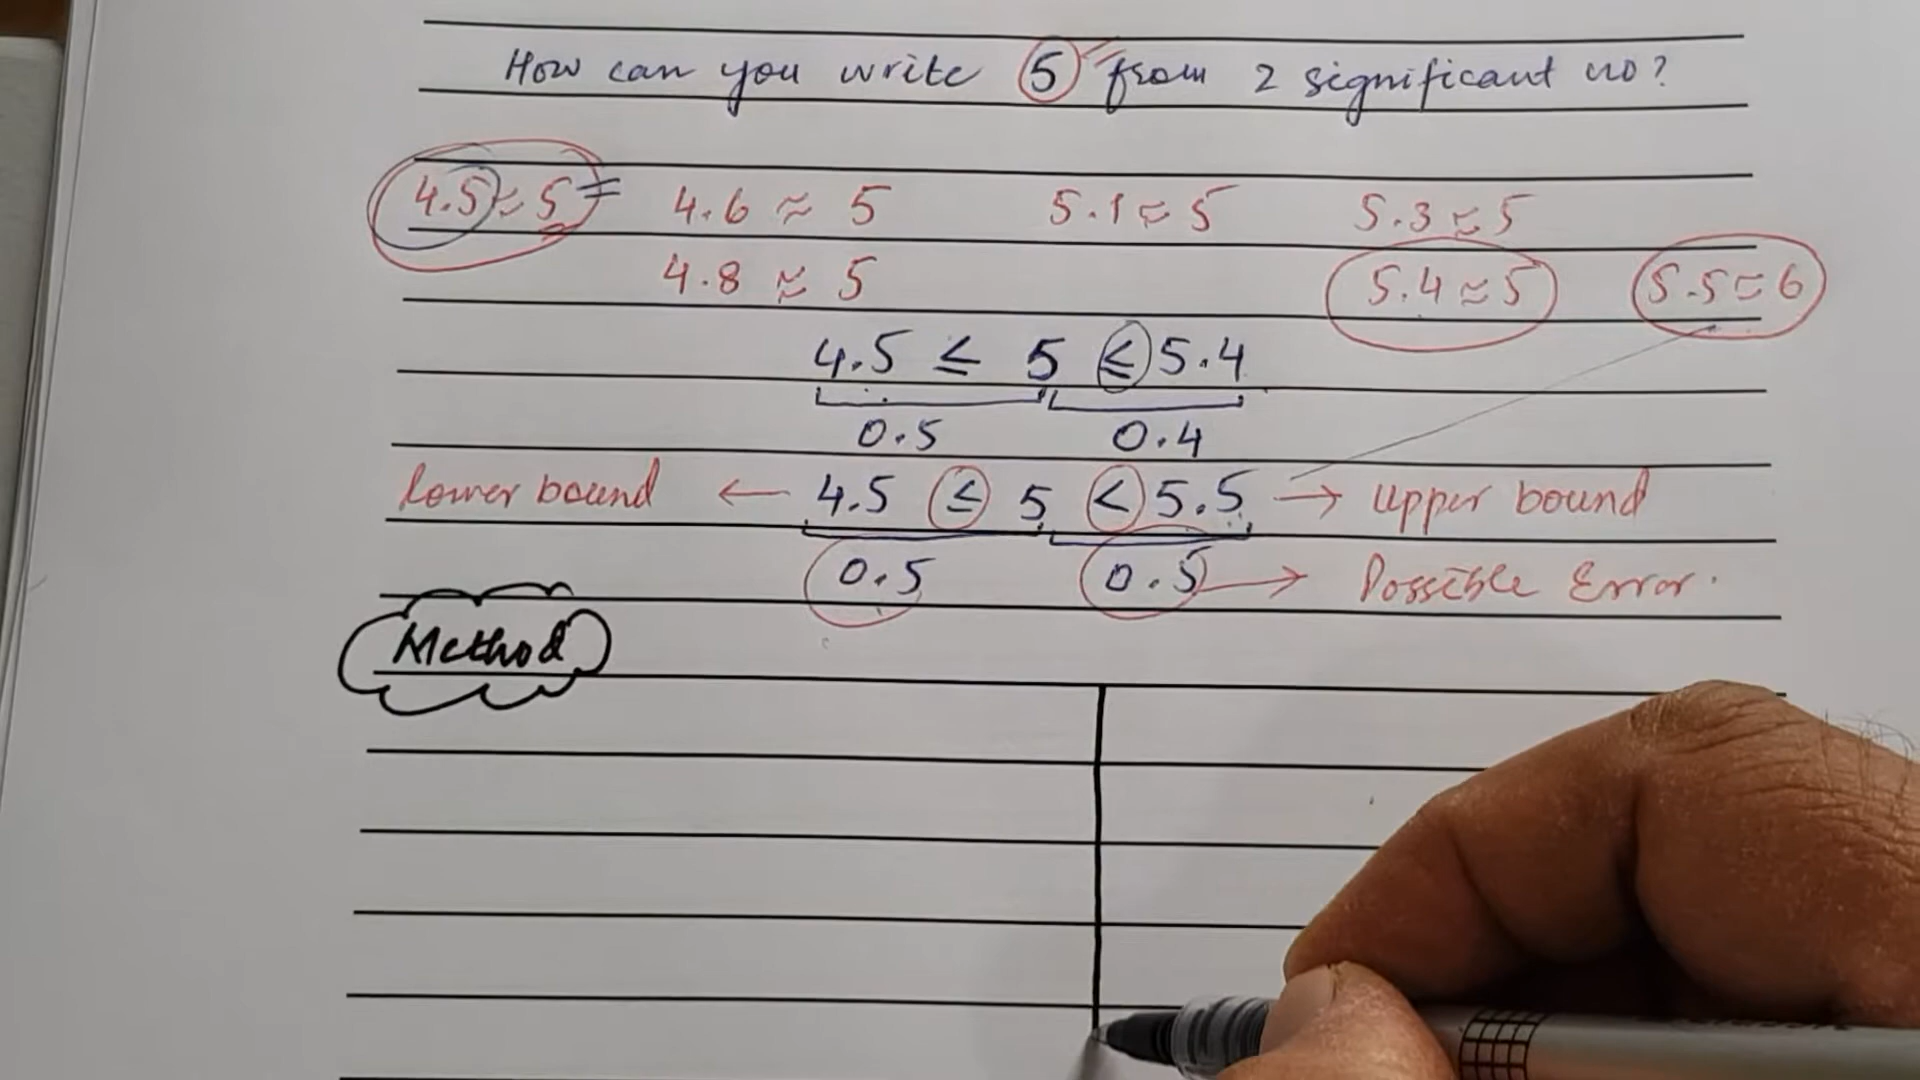 How can you write 5 from 2 significant no?
4.5 ≈ 5 4.6 ≈ 5 5.1 ≈ 5 5.3 ≈ 5
4.8 ≈ 5 5.4 ≈ 5 5.5 ≈ 6
4.5 ≤ 5 ≤ 5.4
0.5 0.4
lower bound ← 4.5 ≤ 5 < 5.5 → upper bound
0.5 0.5 → Possible Error.
Method